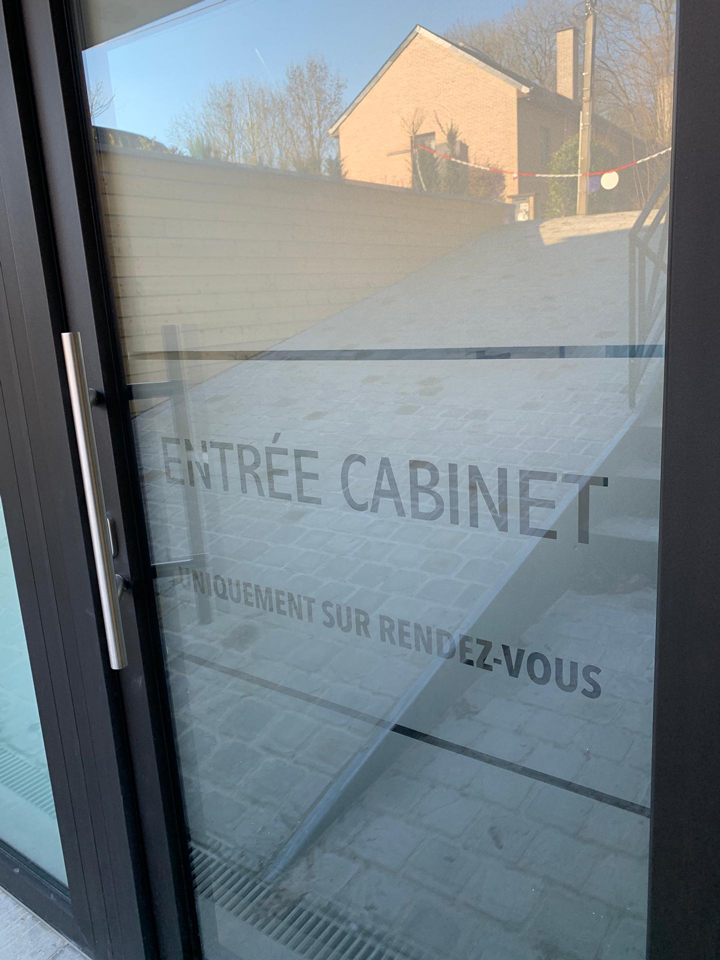 ENTRÉE CABINET
UNIQUEMENT SUR RENDEZ-VOUS